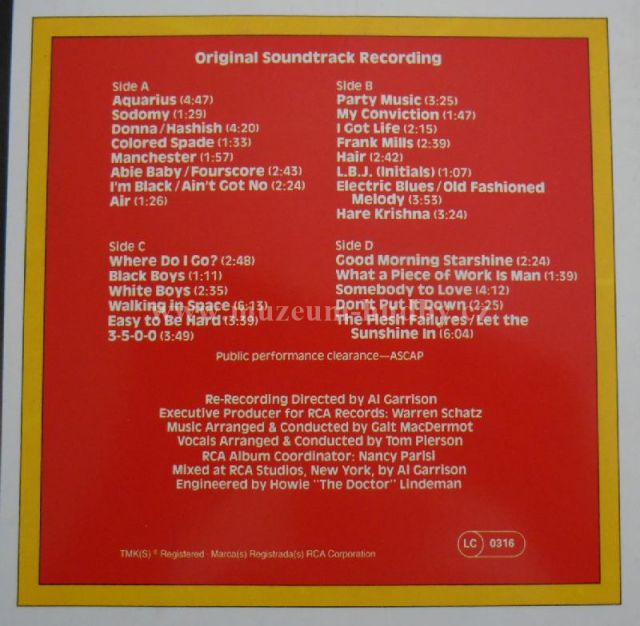 Original Soundtrack Recording
Side A
Aquarius (4:47)
Sodomy (1:29)
Donna/Hashish (4:20)
Colored Spade (1:33)
Manchester (1:57)
Abie Baby/Fourscore (2:43)
I'm Black/Ain't Got No (2:24)
Air (1:26)
Side B
Party Music (3:25)
My Conviction (1:47)
I Got Life (2:15)
Frank Mills (2:39)
Hair (2:42)
L.B.J. (Initials) (1:07)
Electric Blues/Old Fashioned
Melody (3:53)
Hare Krishna (3:24)
Side C
Where Do I Go? (2:48)
Black Boys (1:11)
White Boys (2:35)
Walking in Space (6:13)
Easy to Be Hard (3:39)
3-5-0-0 (3:49)
Side D
Good Morning Starshine (2:24)
What a Piece of Work Is Man (1:39)
Somebody to Love (4:12)
Don't Put It Down (2:25)
The Flesh Failures/Let the
Sunshine In (6:04)
Public performance clearance—ASCAP
Re-Recording Directed by Al Garrison
Executive Producer for RCA Records: Warren Schatz
Music Arranged & Conducted by Galt MacDermot
Vocals Arranged & Conducted by Tom Pierson
RCA Album Coordinator: Nancy Parisi
Mixed at RCA Studios, New York, by Al Garrison
Engineered by Howie "The Doctor" Lindeman
TMK(S) ® Registered · Marca(s) Registrada(s) RCA Corporation
LC 0316